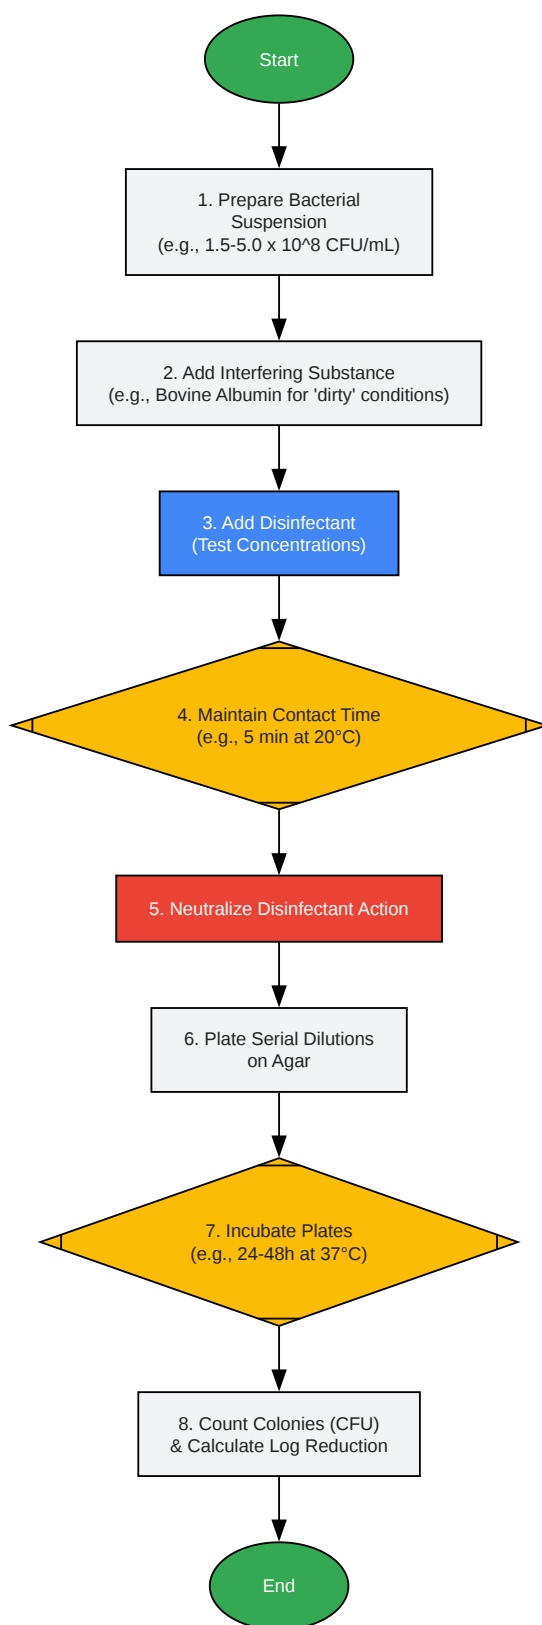 Start
1. Prepare Bacterial
Suspension
(e.g., 1.5-5.0 x 10^8 CFU/mL)
2. Add Interfering Substance
(e.g., Bovine Albumin for 'dirty' conditions)
3. Add Disinfectant
(Test Concentrations)
4. Maintain Contact Time
(e.g., 5 min at 20°C)
5. Neutralize Disinfectant Action
6. Plate Serial Dilutions
on Agar
7. Incubate Plates
(e.g., 24-48h at 37°C)
8. Count Colonies (CFU)
& Calculate Log Reduction
End